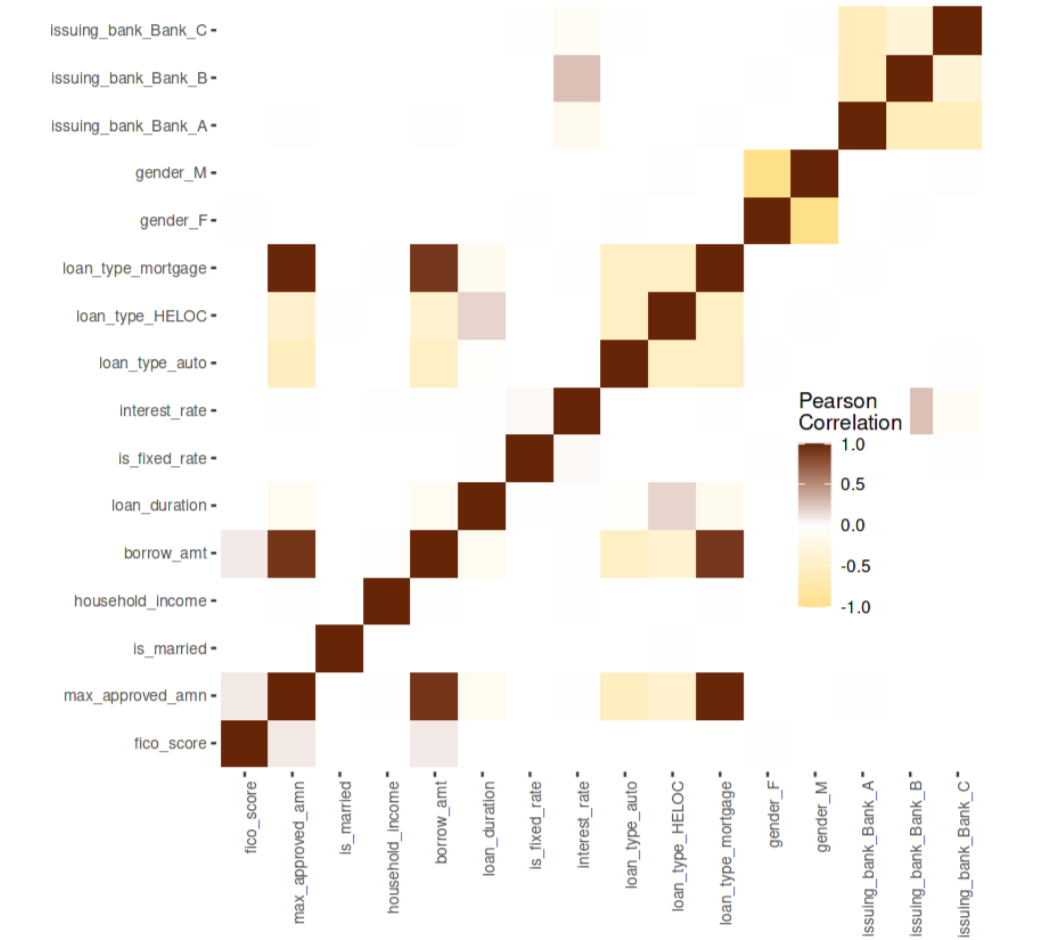 issuing_bank_Bank_C
issuing_bank_Bank_B
issuing_bank_Bank_A
gender_M
gender_F
loan_type_mortgage
loan_type_HELOC
loan_type_auto
interest_rate
is_fixed_rate
loan_duration
borrow_amt
household_income
is_married
max_approved_amn
fico_score
Pearson
Correlation
1.0
0.5
0.0
-0.5
-1.0
fico_score
max_approved_amn
is_married
household_income
borrow_amt
loan_duration
is_fixed_rate
interest_rate
loan_type_auto
loan_type_HELOC
loan_type_mortgage
gender_F
gender_M
issuing_bank_Bank_A
issuing_bank_Bank_B
issuing_bank_Bank_C